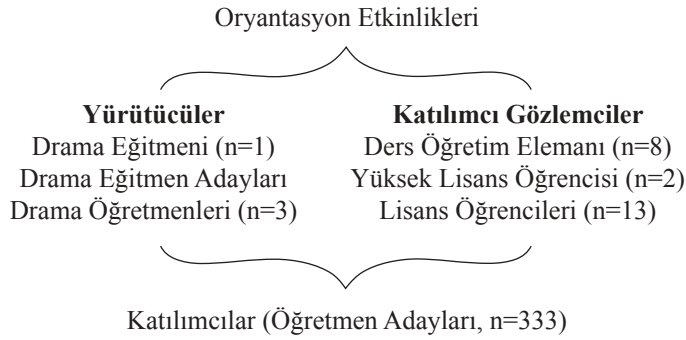 Oryantasyon Etkinlikleri
Yürütücüler
Drama Eğitmeni (n=1)
Drama Eğitmen Adayları
Drama Öğretmenleri (n=3)
Katılımcı Gözlemciler
Ders Öğretim Elemanı (n=8)
Yüksek Lisans Öğrencisi (n=2)
Lisans Öğrencileri (n=13)
Katılımcılar (Öğretmen Adayları, n=333)